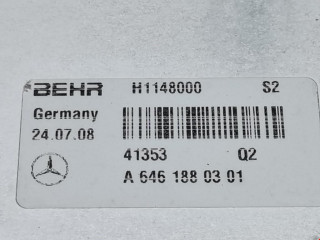 BEHR H1148000 S2
Germany
24.07.08
41353 Q2
A 646 188 03 01